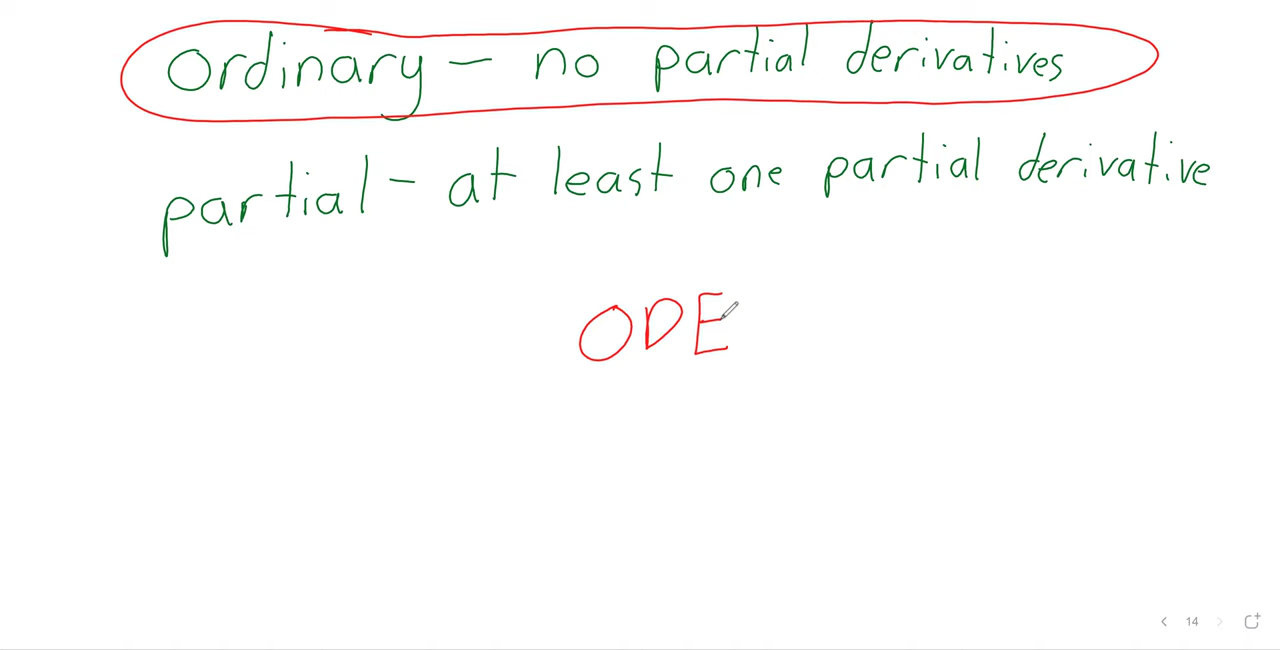 ordinary - no partial derivatives
partial - at least one partial derivative
ODE
14